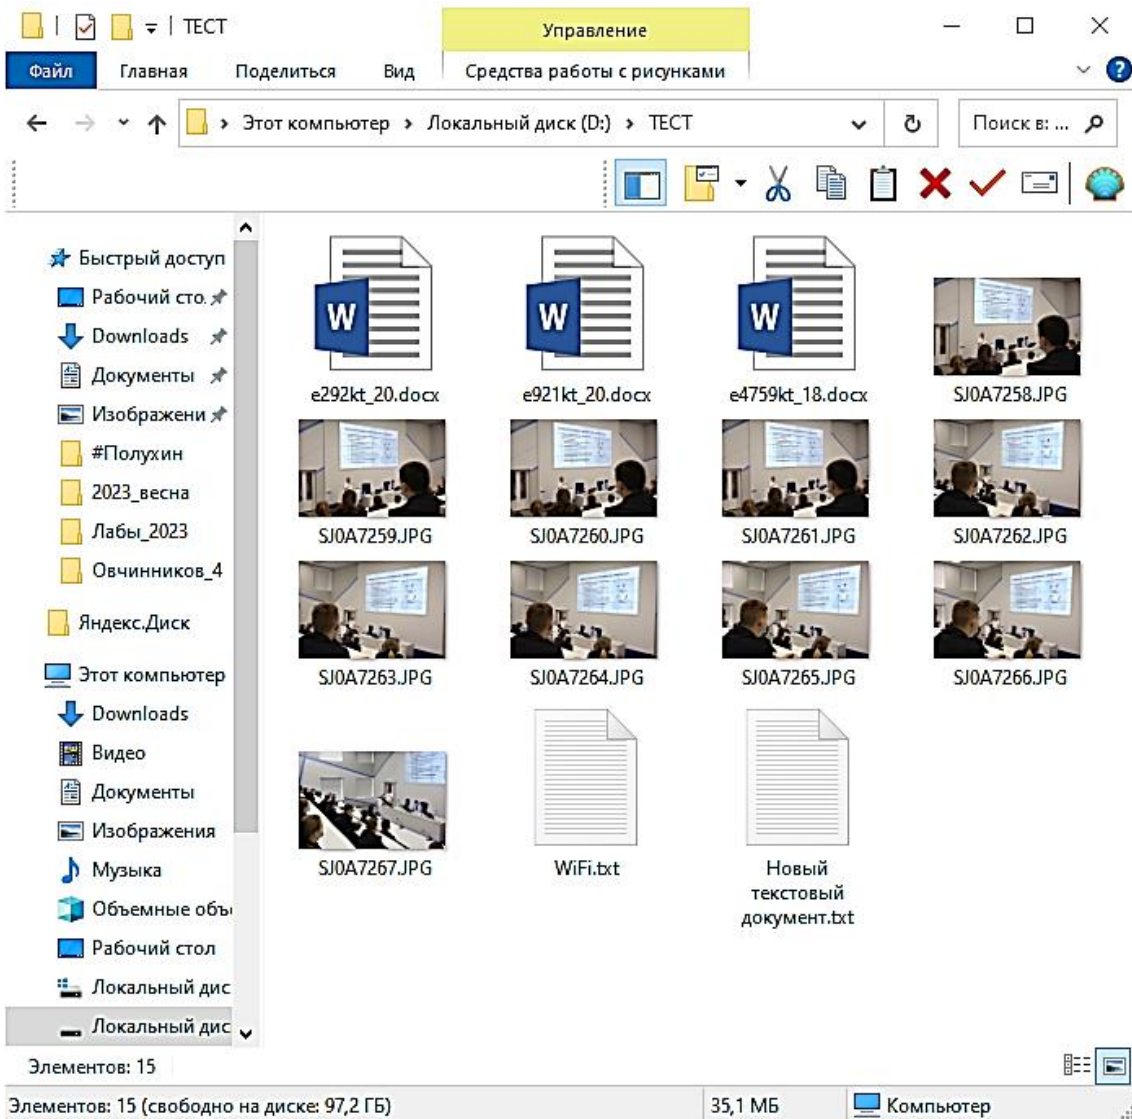 ТЕСТ
Управление
Файл Главная Поделиться Вид Средства работы с рисунками
Этот компьютер Локальный диск (D:) ТЕСТ
Поиск в: ...
Быстрый доступ
Рабочий сто.
Downloads
Документы
Изображени
#Полухин
2023_весна
Лабы_2023
Овчинников_4
Яндекс.Диск
Этот компьютер
Downloads
Видео
Документы
Изображения
Музыка
Объемные объ
Рабочий стол
Локальный дис
Локальный дис
W W W
e292kt_20.docx e921kt_20.docx e4759kt_18.docx SJ0A7258.JPG
SJ0A7259.JPG SJ0A7260.JPG SJ0A7261.JPG SJ0A7262.JPG
SJ0A7263.JPG SJ0A7264.JPG SJ0A7265.JPG SJ0A7266.JPG
SJ0A7267.JPG WiFi.txt Новый
текстовый
документ.txt
Элементов: 15
Элементов: 15 (свободно на диске: 97,2 ГБ) 35,1 МБ Компьютер